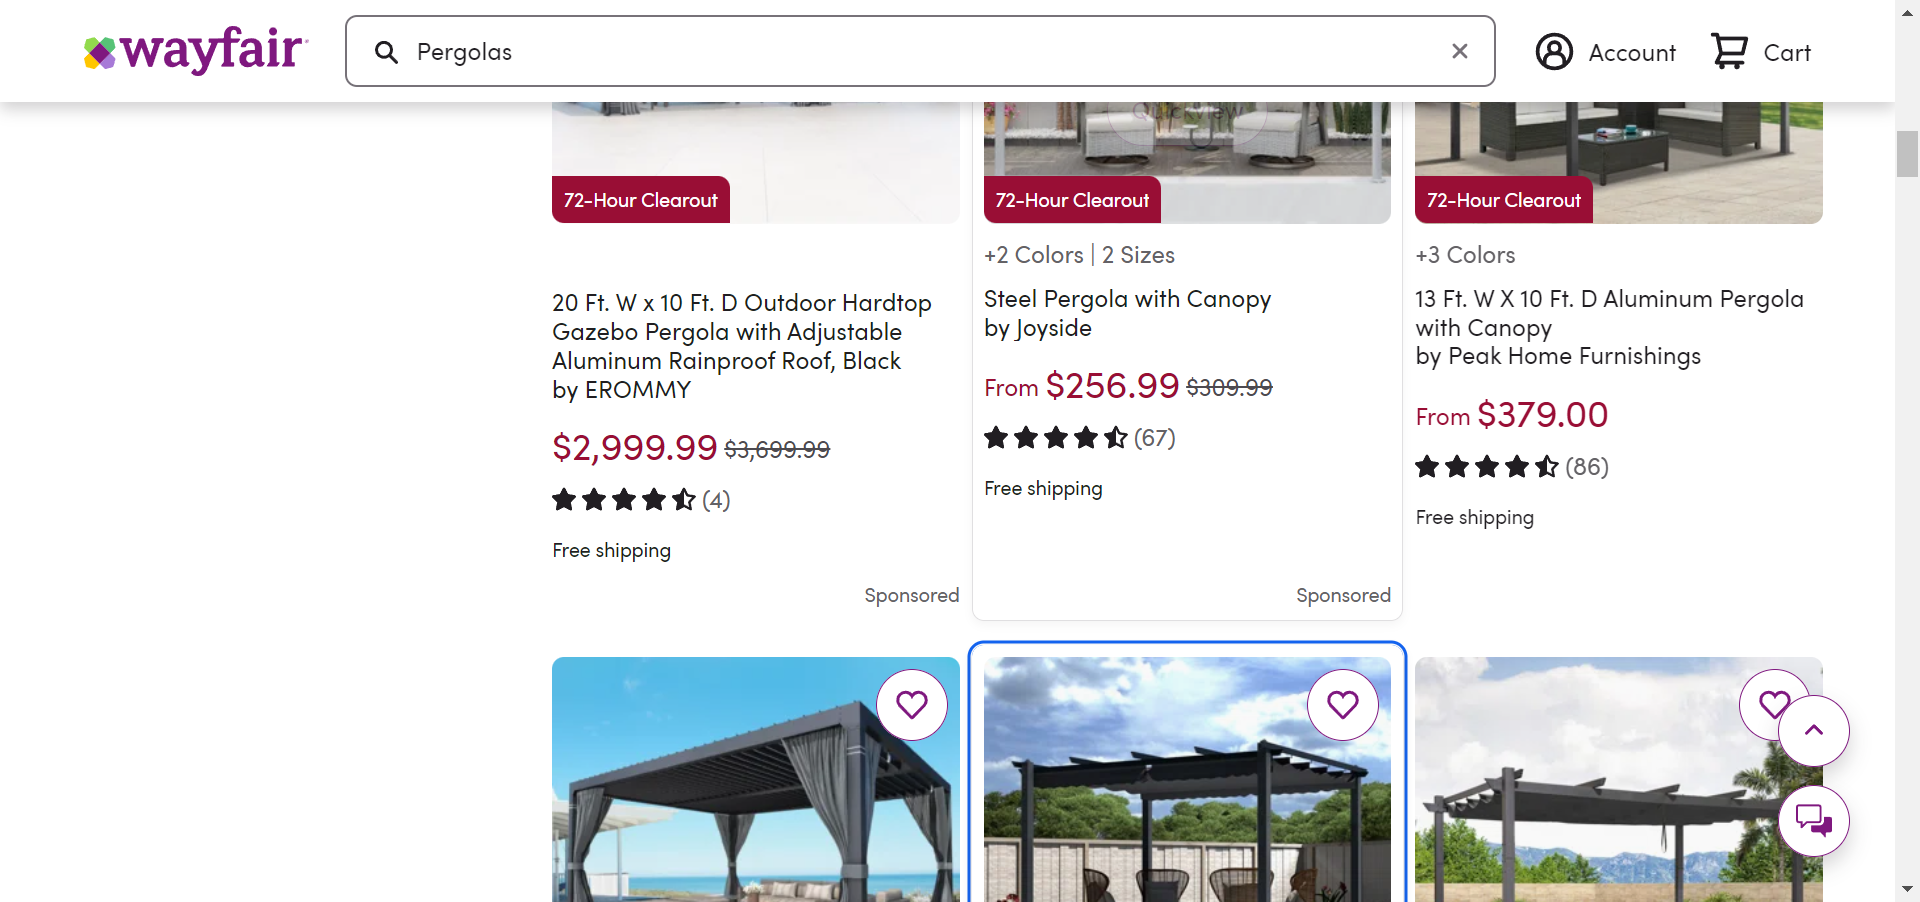 wayfair
Pergolas
Account
Cart
Quickview
72-Hour Clearout
72-Hour Clearout
72-Hour Clearout
20 Ft. W x 10 Ft. D Outdoor Hardtop
Gazebo Pergola with Adjustable
Aluminum Rainproof Roof, Black
by EROMMY
$2,999.99 $3,699.99
(4)
Free shipping
Sponsored
+2 Colors | 2 Sizes
Steel Pergola with Canopy
by Joyside
From $256.99 $309.99
(67)
Free shipping
Sponsored
+3 Colors
13 Ft. W X 10 Ft. D Aluminum Pergola
with Canopy
by Peak Home Furnishings
From $379.00
(86)
Free shipping